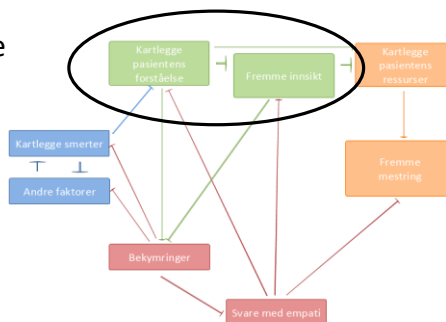 e
Kartlegge
pasientens
forståelse
Fremme innsikt
Kartlegge
pasientens
ressurser
Kartlegge smerter
Andre faktorer
Fremme
mestring
Bekymringer
Svare med empati